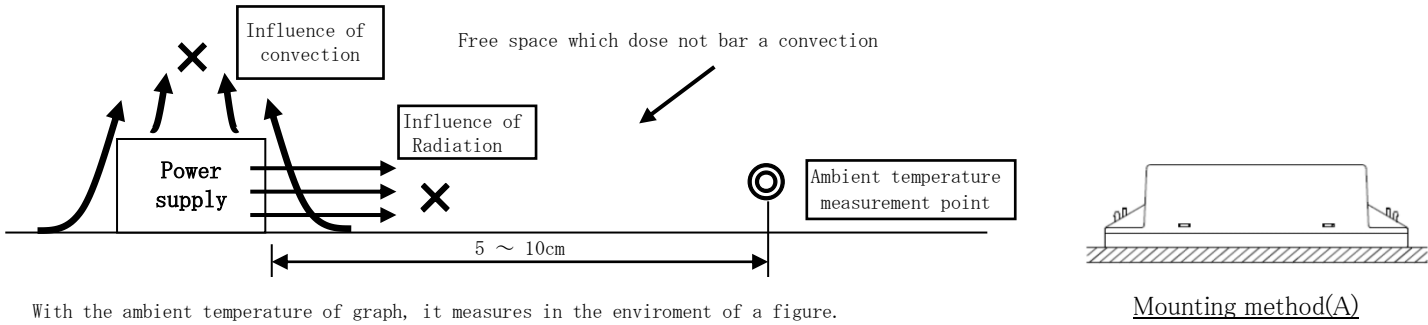 Influence of
convection
Free space which dose not bar a convection
Influence of
Radiation
Power
supply
Ambient temperature
measurement point
5 ～ 10cm
With the ambient temperature of graph, it measures in the enviroment of a figure.
Mounting method(A)